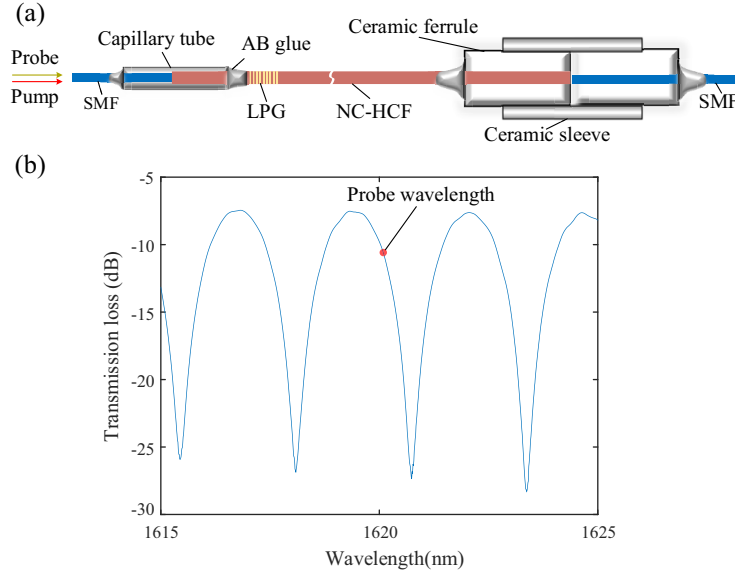 (a)
Capillary tube
AB glue
Ceramic ferrule
Probe
Pump
SMF
LPG
NC-HCF
Ceramic sleeve
SMF
(b)
-5
Probe wavelength
-10
-15
-20
-25
-30
Transmission loss (dB)
1615
1620
1625
Wavelength(nm)